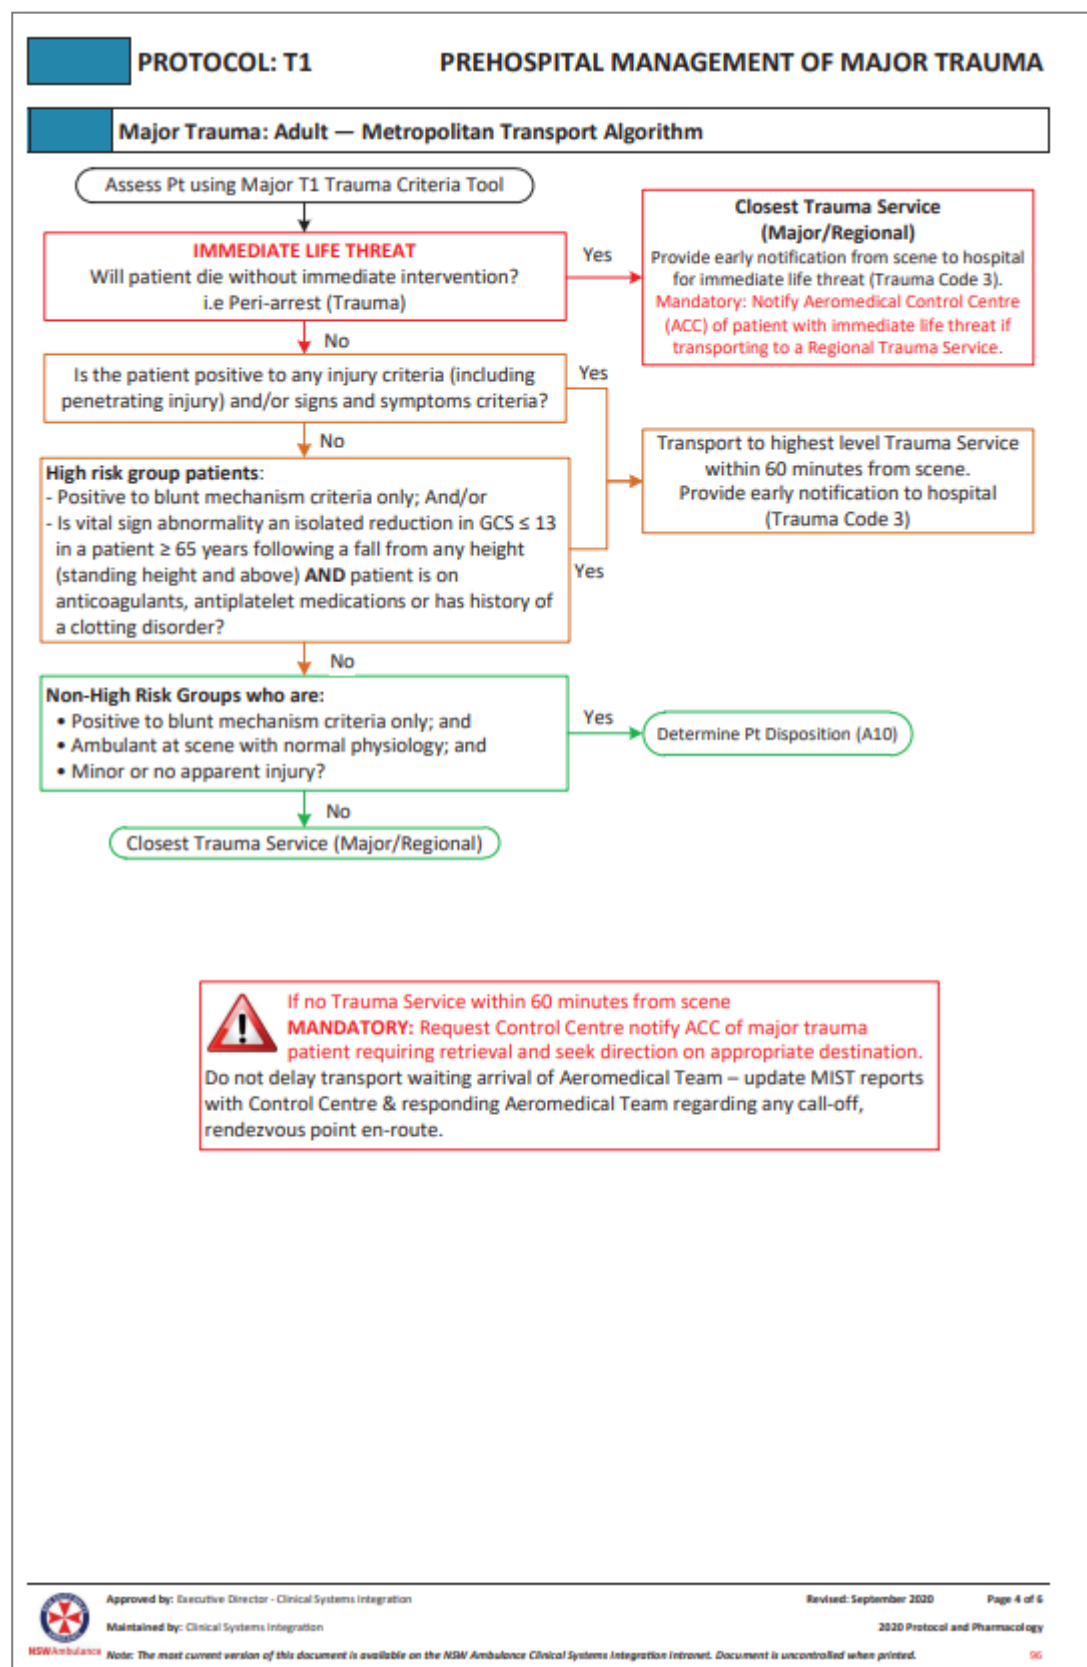 PROTOCOL: T1
PREHOSPITAL MANAGEMENT OF MAJOR TRAUMA
Major Trauma: Adult — Metropolitan Transport Algorithm
Assess Pt using Major T1 Trauma Criteria Tool
IMMEDIATE LIFE THREAT
Will patient die without immediate intervention?
i.e Peri-arrest (Trauma)
Yes
Closest Trauma Service
(Major/Regional)
Provide early notification from scene to hospital
for immediate life threat (Trauma Code 3).
Mandatory: Notify Aeromedical Control Centre
(ACC) of patient with immediate life threat if
transporting to a Regional Trauma Service.
No
Is the patient positive to any injury criteria (including
penetrating injury) and/or signs and symptoms criteria?
Yes
No
Transport to highest level Trauma Service
within 60 minutes from scene.
Provide early notification to hospital
(Trauma Code 3)
High risk group patients:
- Positive to blunt mechanism criteria only; And/or
- Is vital sign abnormality an isolated reduction in GCS ≤ 13
in a patient ≥ 65 years following a fall from any height
(standing height and above) AND patient is on
anticoagulants, antiplatelet medications or has history of
a clotting disorder?
Yes
No
Non-High Risk Groups who are:
• Positive to blunt mechanism criteria only; and
• Ambulant at scene with normal physiology; and
• Minor or no apparent injury?
Yes
Determine Pt Disposition (A10)
No
Closest Trauma Service (Major/Regional)
If no Trauma Service within 60 minutes from scene
MANDATORY: Request Control Centre notify ACC of major trauma
patient requiring retrieval and seek direction on appropriate destination.
Do not delay transport waiting arrival of Aeromedical Team – update MIST reports
with Control Centre & responding Aeromedical Team regarding any call-off,
rendezvous point en-route.
Approved by: Executive Director - Clinical Systems Integration
Revised: September 2020
Page 4 of 6
Maintained by: Clinical Systems Integration
2020 Protocol and Pharmacology
NSW Ambulance
Note: The most current version of this document is available on the NSW Ambulance Clinical Systems Integration Intranet. Document is uncontrolled when printed.
96